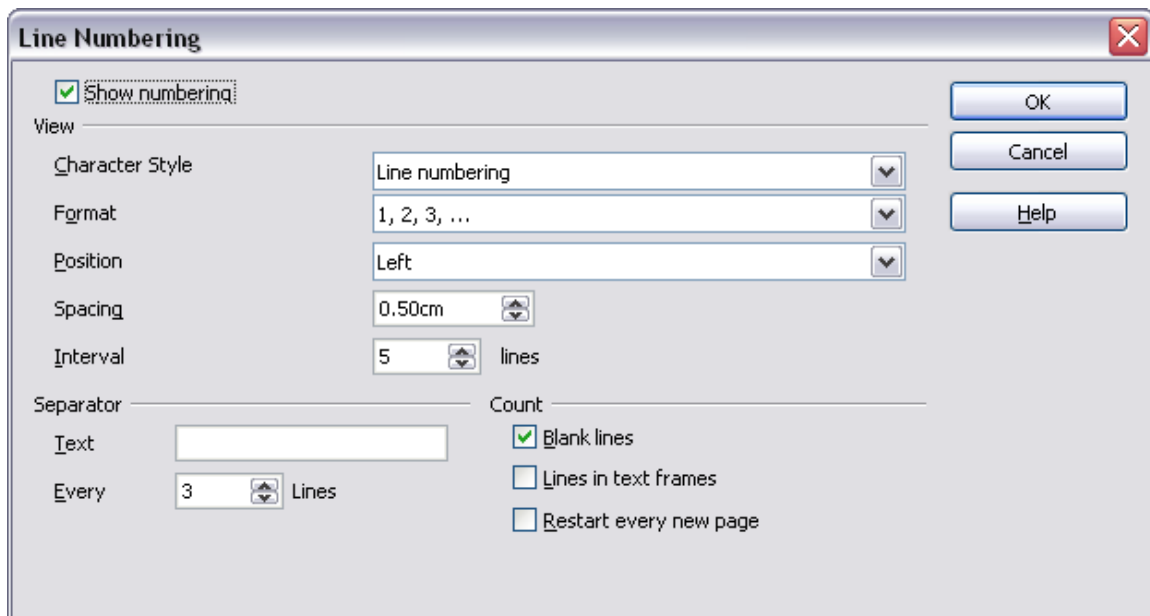 Line Numbering
Show numbering
OK
View
Cancel
Character Style
Line numbering
Format
1, 2, 3, ...
Help
Position
Left
Spacing
0.50cm
Interval
5
lines
Separator
Count
Text
Blank lines
Lines in text frames
Every
3
Lines
Restart every new page